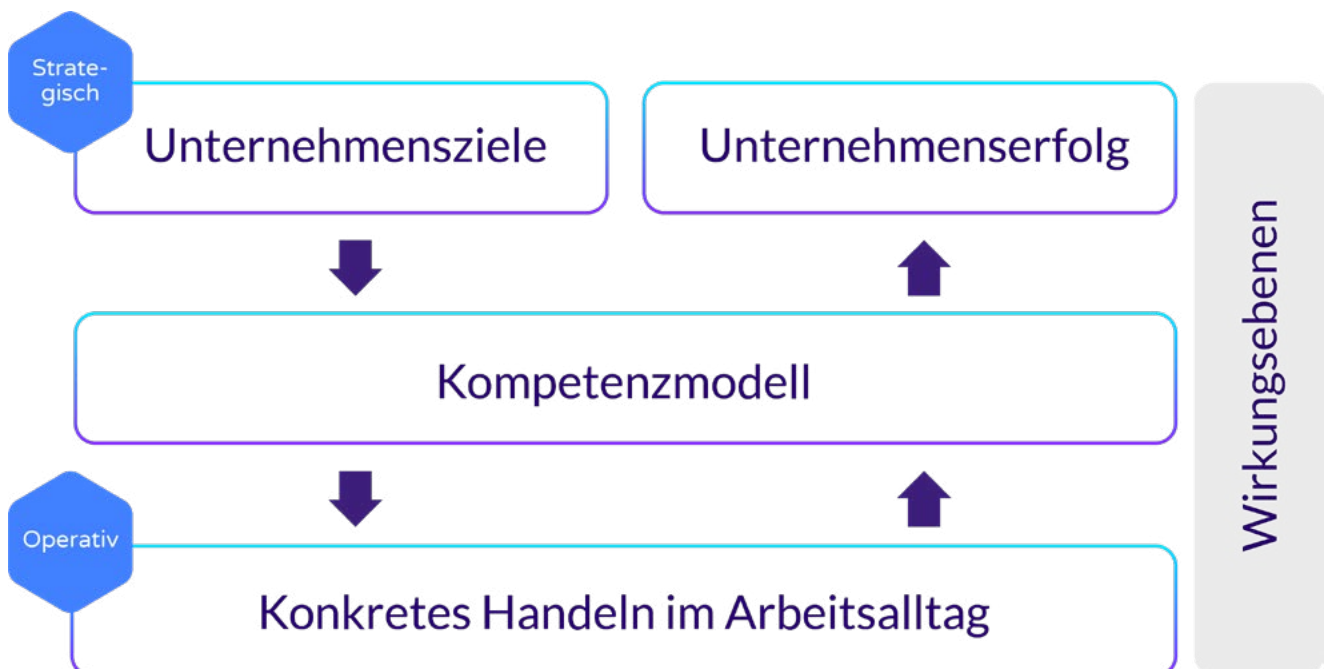 Strate-
gisch
Unternehmensziele
Unternehmenserfolg
Kompetenzmodell
Operativ
Konkretes Handeln im Arbeitsalltag
Wirkungsebenen